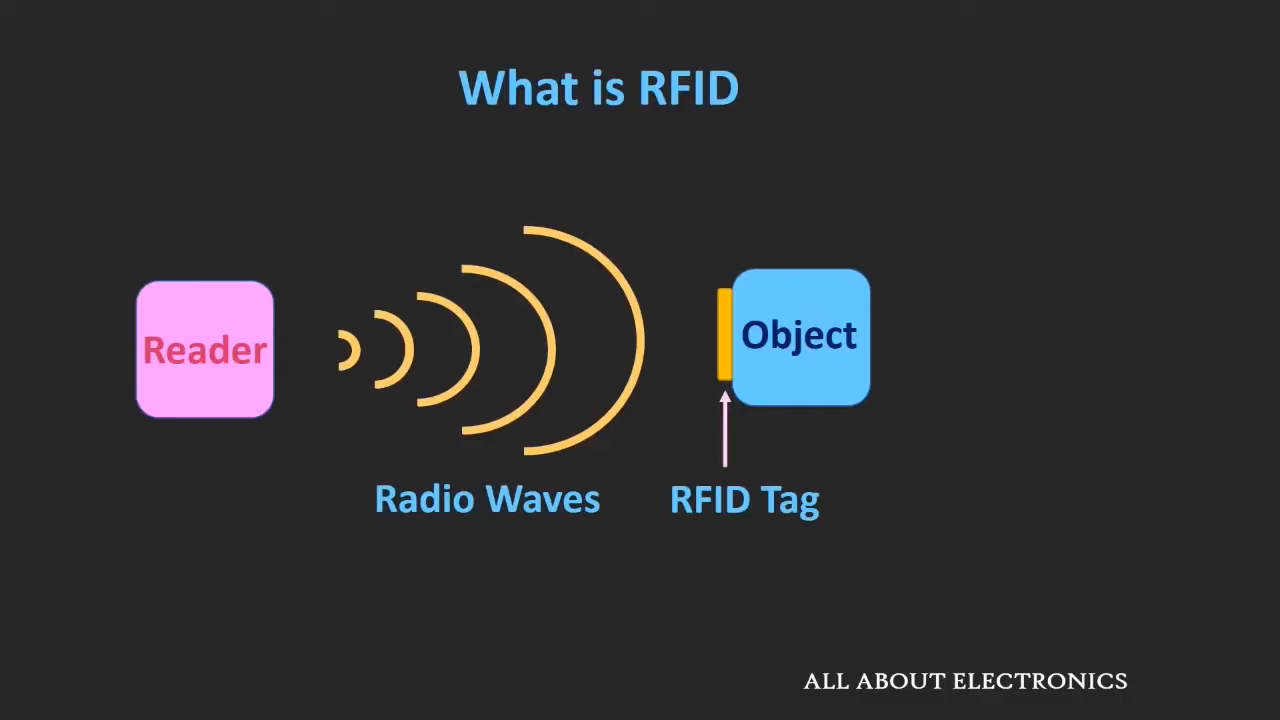 What is RFID
Reader
Object
Radio Waves
RFID Tag
ALL ABOUT ELECTRONICS